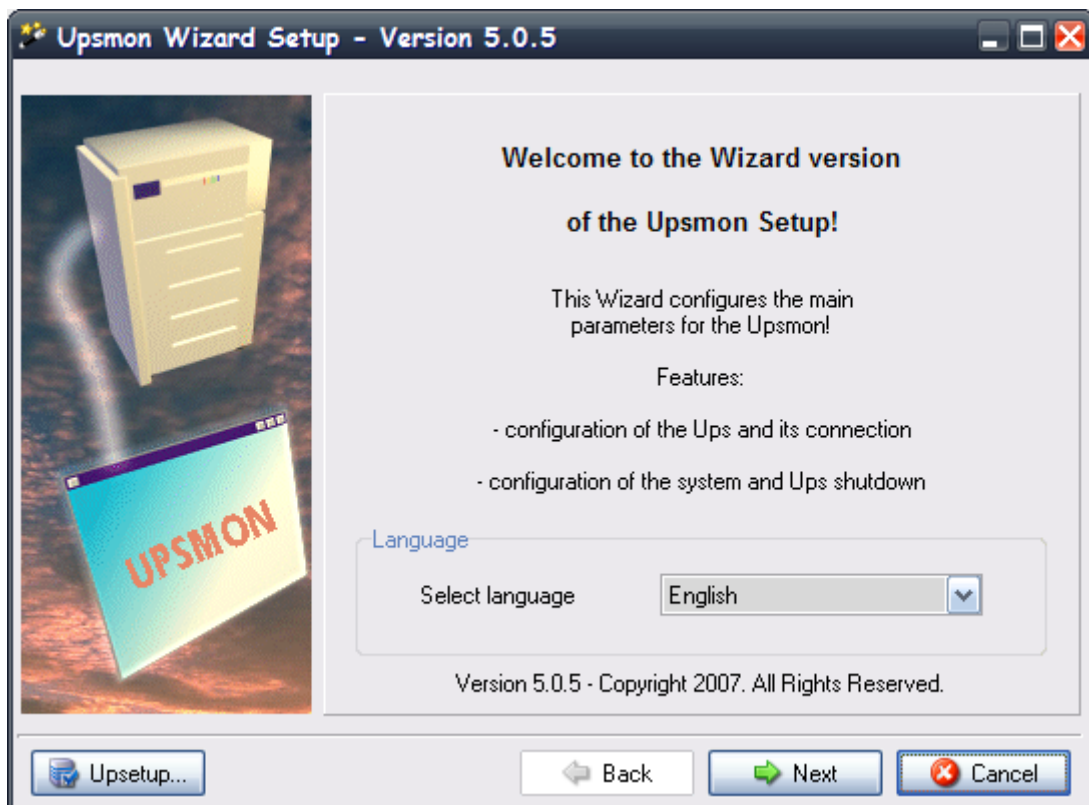 Upsmon Wizard Setup - Version 5.0.5
Welcome to the Wizard version
of the Upsmon Setup!
This Wizard configures the main
parameters for the Upsmon!
Features:
- configuration of the Ups and its connection
- configuration of the system and Ups shutdown
UPSMON
Language
Select language English
Version 5.0.5 - Copyright 2007. All Rights Reserved.
Upsetup... Back Next Cancel